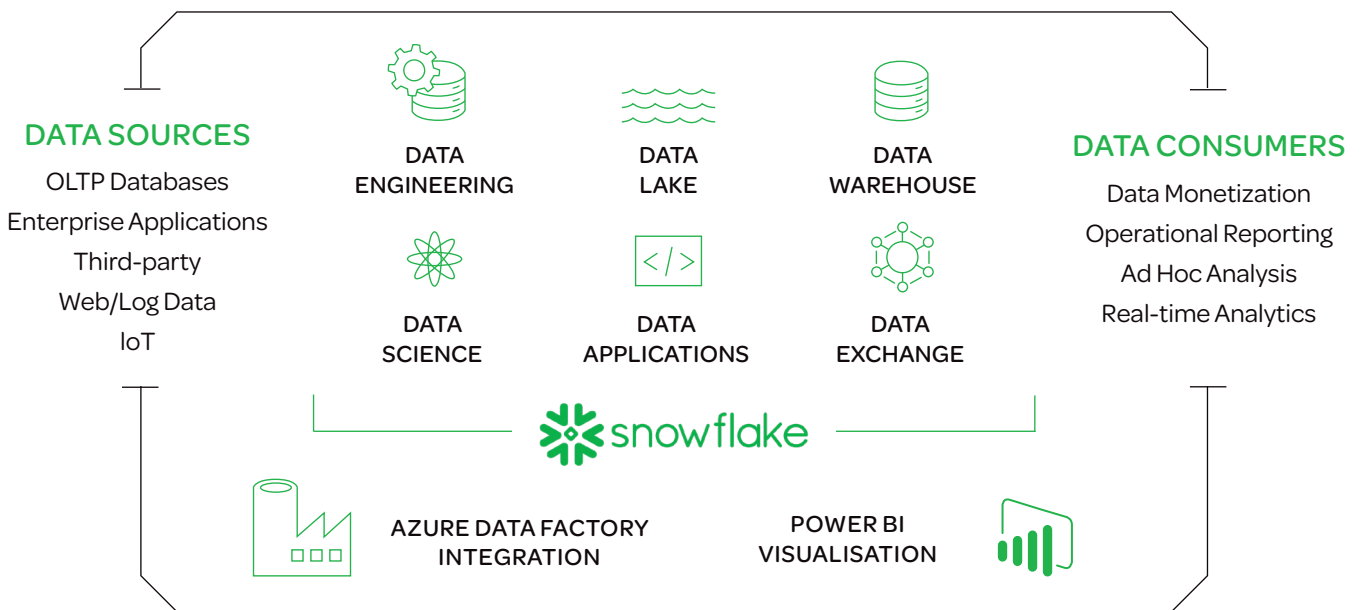 DATA SOURCES
OLTP Databases
Enterprise Applications
Third-party
Web/Log Data
IoT
DATA
ENGINEERING
DATA
LAKE
DATA
WAREHOUSE
DATA
SCIENCE
</>
DATA
APPLICATIONS
DATA
EXCHANGE
snowflake
AZURE DATA FACTORY
INTEGRATION
POWER BI
VISUALISATION
DATA CONSUMERS
Data Monetization
Operational Reporting
Ad Hoc Analysis
Real-time Analytics